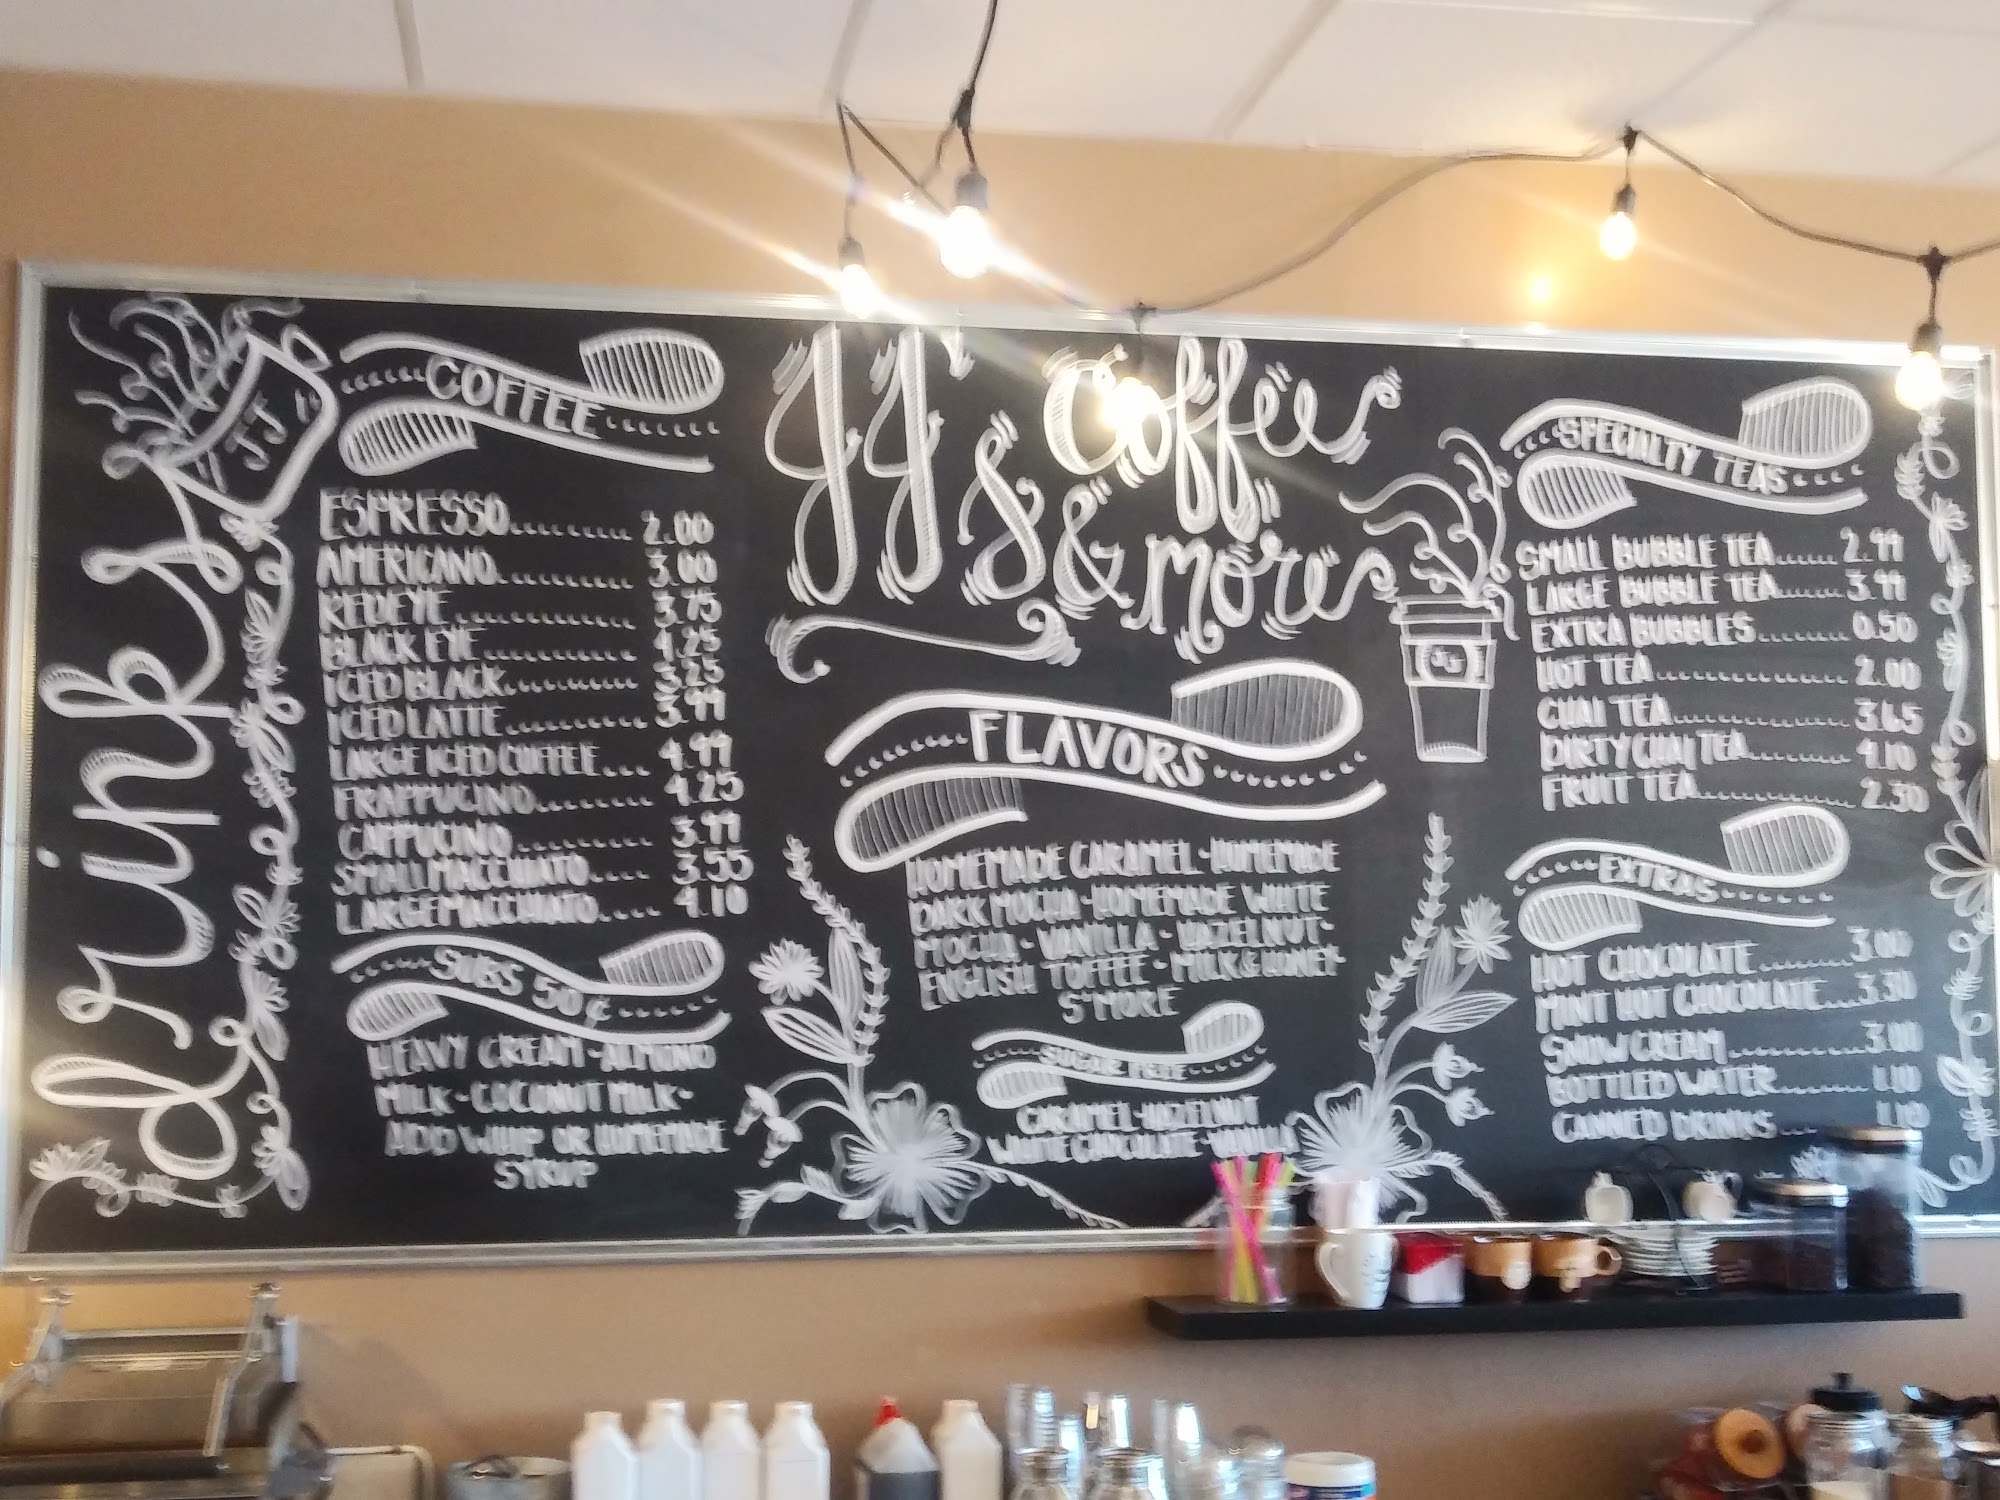 drinks
JJ's
COFFEE
ESPRESSO......... 2.00
AMERICANO.......... 3.00
REDEYE.......... 3.75
BLACK EYE.......... 4.25
ICED BLACK.......... 3.25
ICED LATTE.......... 3.99
LARGE ICED COFFEE... 4.99
FRAPPUCINO......... 4.25
CAPPUCINO.......... 3.99
SMALL MACCHIATO.... 3.55
LARGE MACCHIATO.... 4.10
SUBS 50¢
HEAVY CREAM - ALMOND
MILK - COCONUT MILK -
ADD WHIP OR HOMEMADE
SYRUP
JJ's Coffee
& more
JJ
FLAVORS
HOMEMADE CARAMEL - HOMEMADE
DARK MOCHA - HOMEMADE WHITE
MOCHA - VANILLA - HAZELNUT -
ENGLISH TOFFEE - MILK & HONEY -
S'MORE
SUGAR FREE
CARAMEL - HAZELNUT
WHITE CHOCOLATE - VANILLA
SPECIALTY TEAS
SMALL BUBBLE TEA...... 2.99
LARGE BUBBLE TEA....... 3.99
EXTRA BUBBLES........ 0.50
HOT TEA.............. 2.00
CHAI TEA.............. 3.65
DIRTY CHAI TEA......... 4.10
FRUIT TEA............. 2.50
EXTRAS
HOT CHOCOLATE........ 3.00
MINT HOT CHOCOLATE... 3.50
SNOW CREAM........... 3.00
BOTTLED WATER........ 1.10
CANNED DRINKS... 1.10